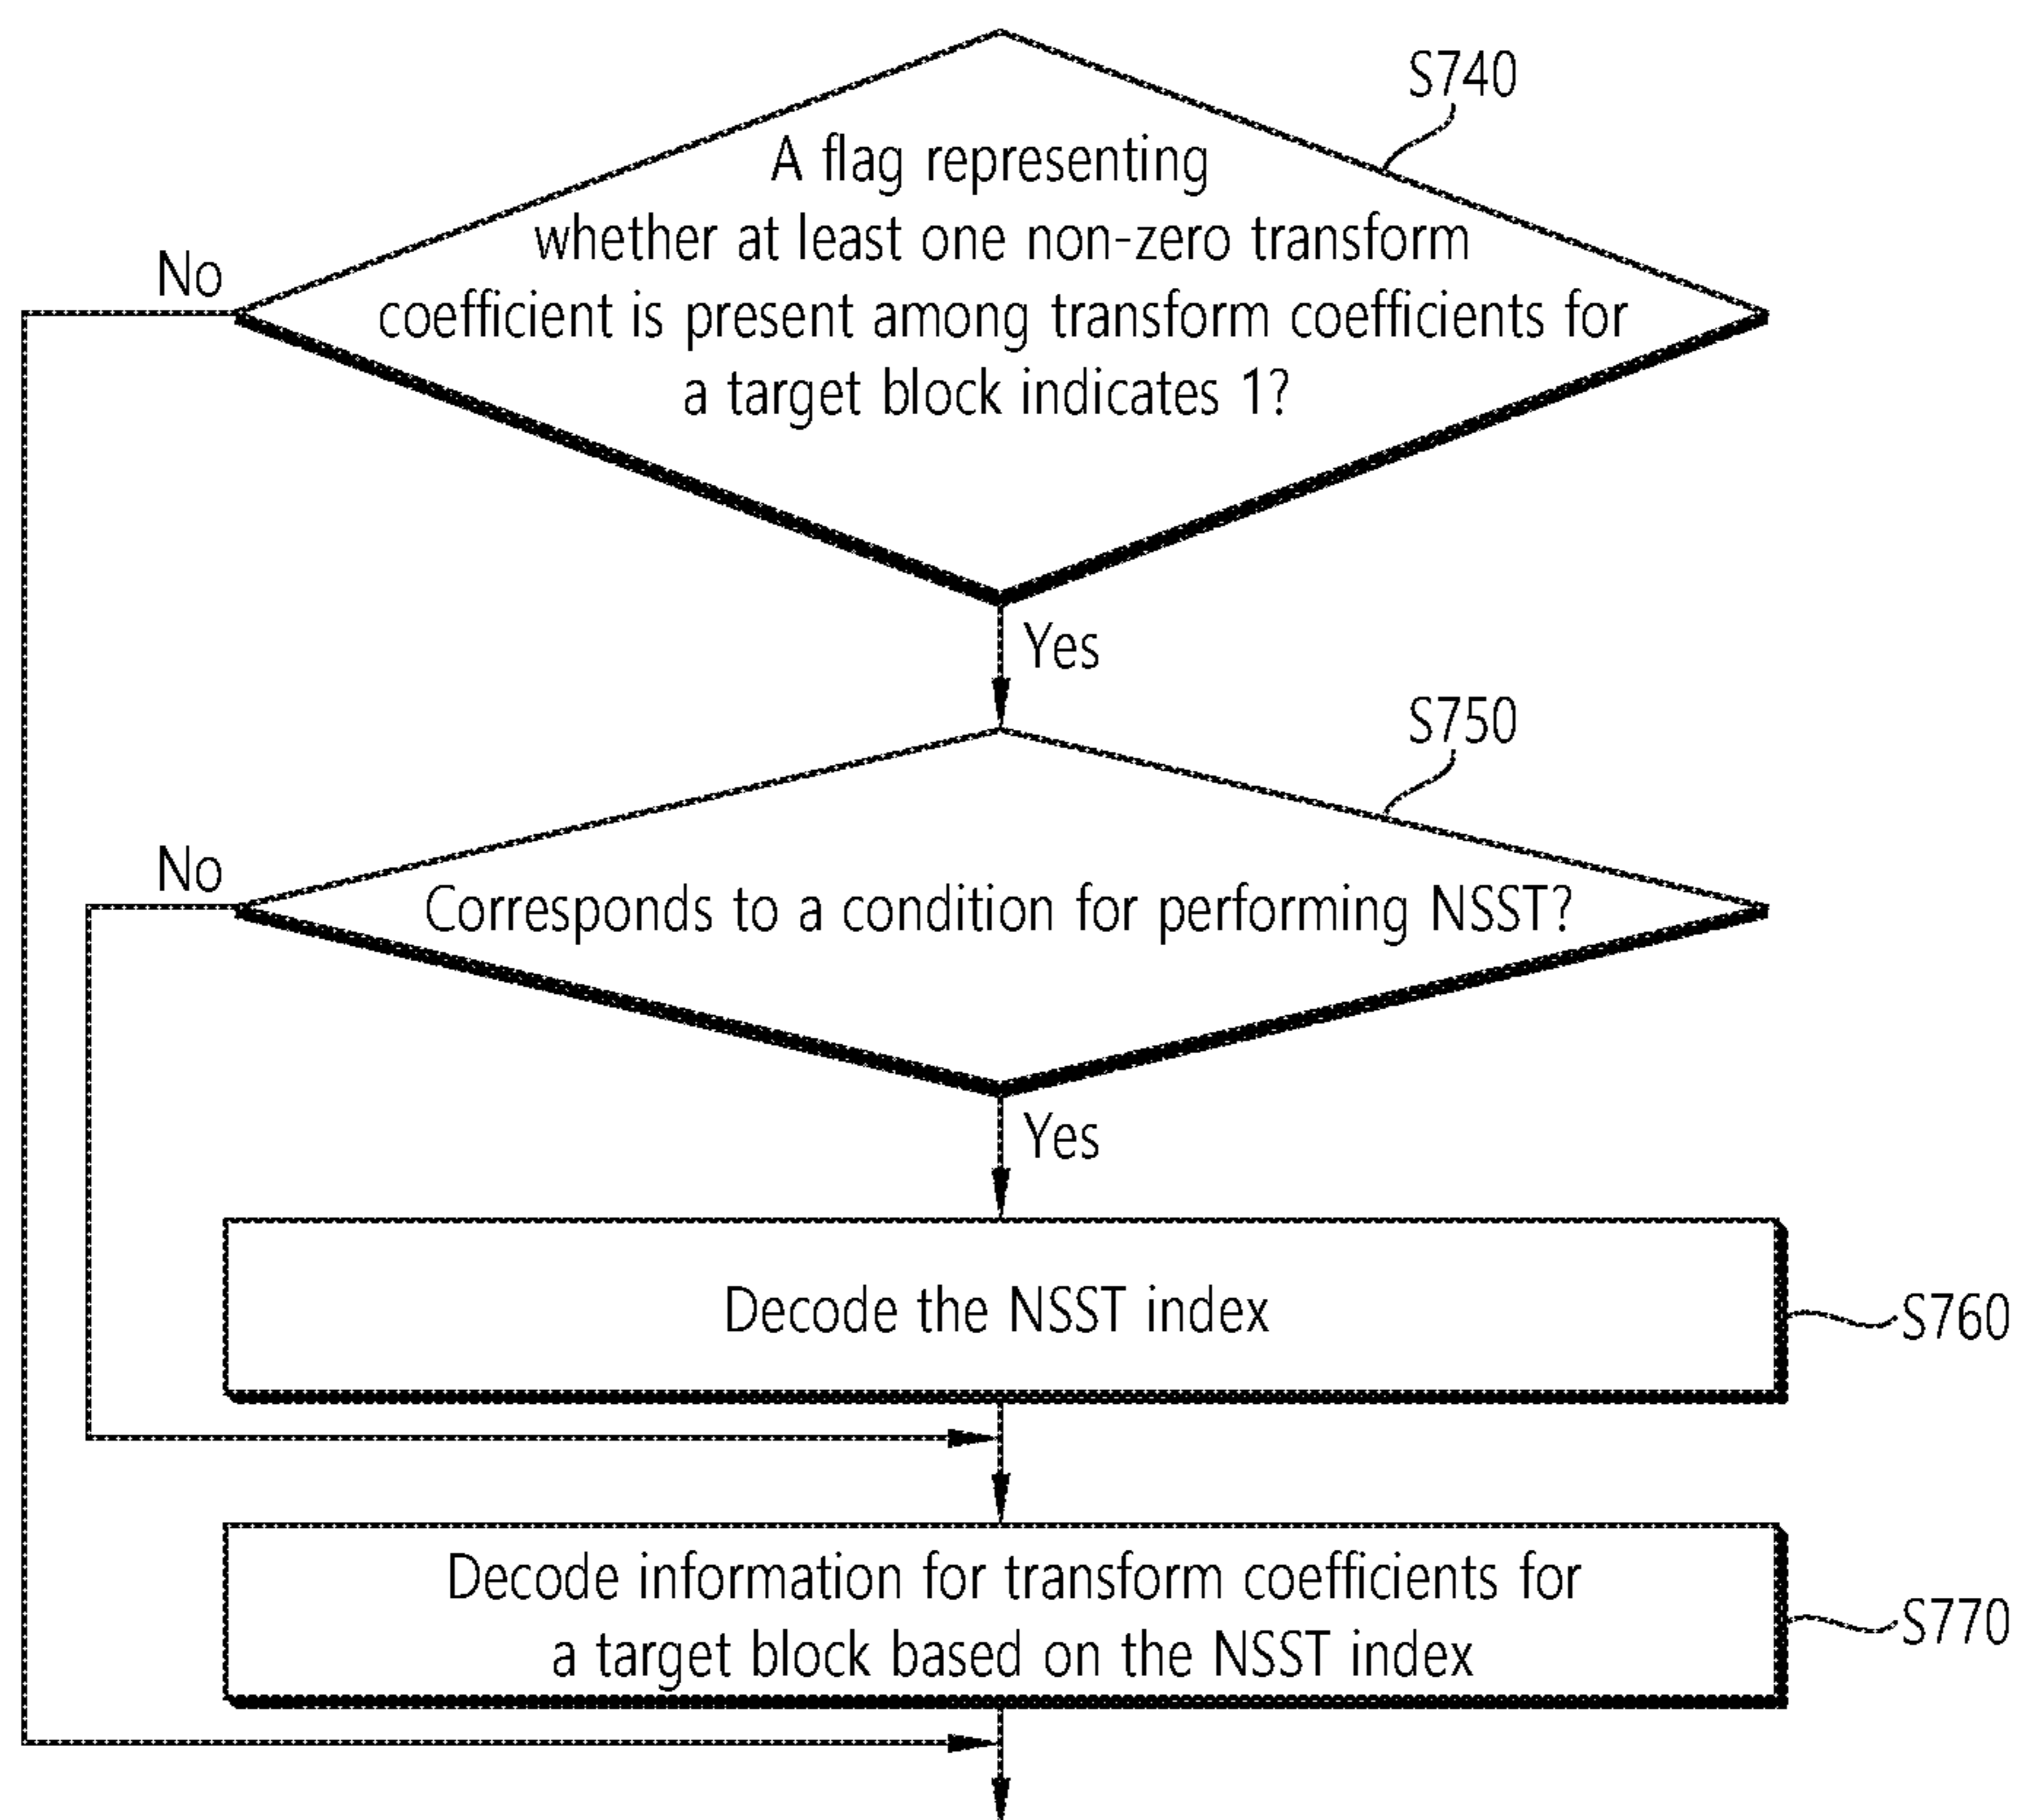 S740
A flag representing
whether at least one non-zero transform
coefficient is present among transform coefficients for
a target block indicates 1?
No
Yes
S750
No
Corresponds to a condition for performing NSST?
Yes
Decode the NSST index
S760
Decode information for transform coefficients for
a target block based on the NSST index
S770